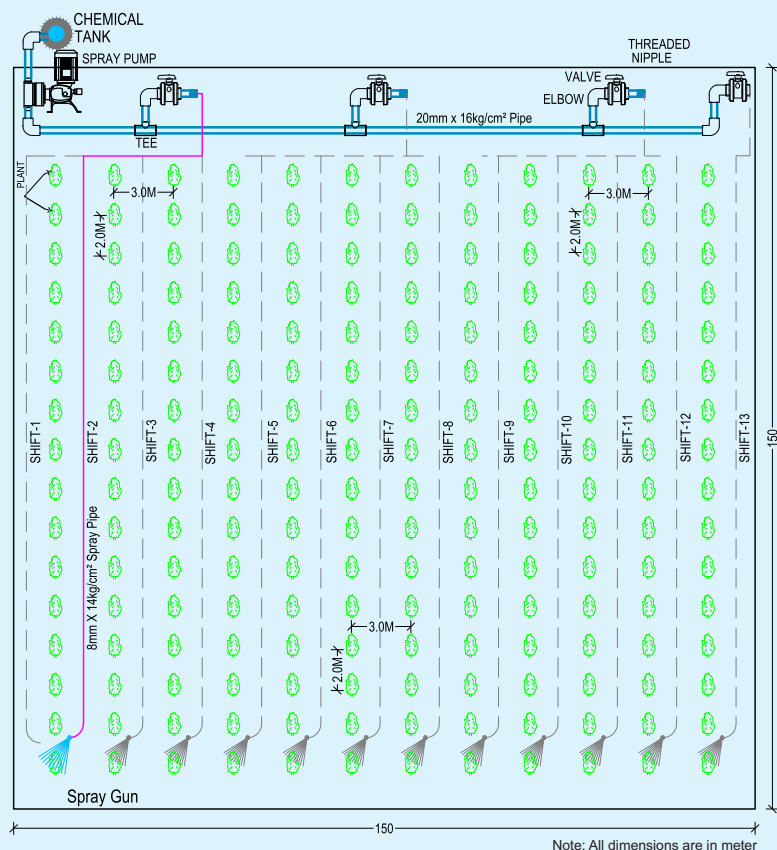 CHEMICAL
TANK
SPRAY PUMP
THREADED
NIPPLE
VALVE
ELBOW
20mm x 16kg/cm² Pipe
TEE
PLANT
3.0M
3.0M
2.0M
2.0M
SHIFT-1
SHIFT-2
SHIFT-3
SHIFT-4
SHIFT-5
SHIFT-6
SHIFT-7
SHIFT-8
SHIFT-9
SHIFT-10
SHIFT-11
SHIFT-12
SHIFT-13
150
8mm X 14kg/cm² Spray Pipe
3.0M
2.0M
Spray Gun
150
Note: All dimensions are in meter